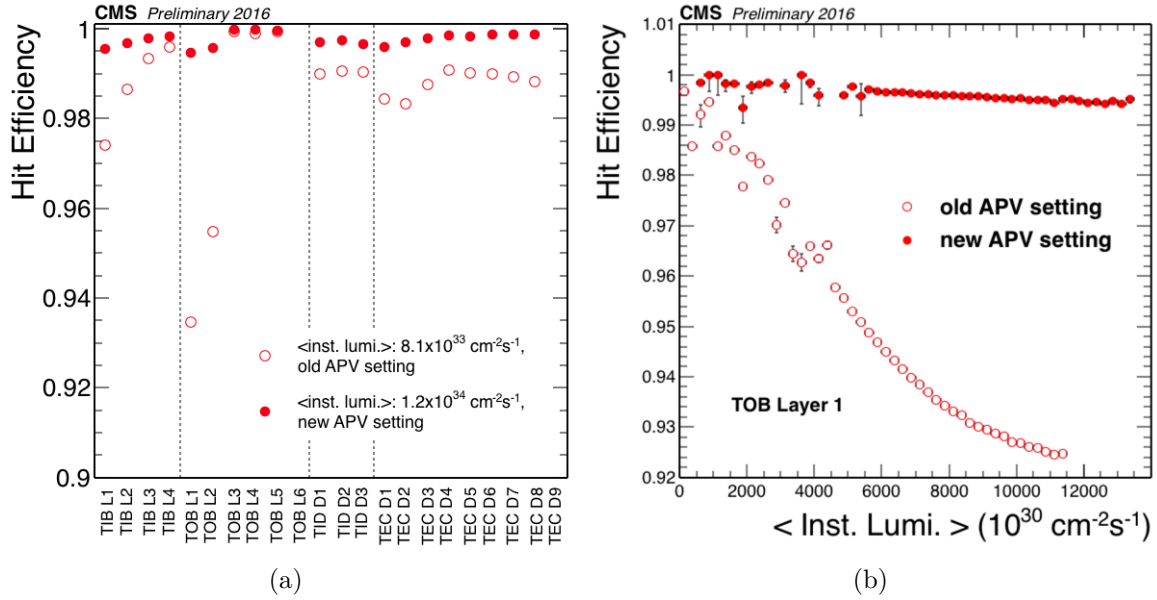 CMS Preliminary 2016
Hit Efficiency
1
0.98
0.96
0.94
0.92
0.9
<inst. lumi.>: 8.1x10³³ cm⁻²s⁻¹,
old APV setting
<inst. lumi.>: 1.2x10³⁴ cm⁻²s⁻¹,
new APV setting
TIB L1
TIB L2
TIB L3
TIB L4
TOB L1
TOB L2
TOB L3
TOB L4
TOB L5
TOB L6
TID D1
TID D2
TID D3
TEC D1
TEC D2
TEC D3
TEC D4
TEC D5
TEC D6
TEC D7
TEC D8
TEC D9
(a)
CMS Preliminary 2016
Hit Efficiency
1.01
1
0.99
0.98
0.97
0.96
0.95
0.94
0.93
0.92
old APV setting
new APV setting
TOB Layer 1
0 2000 4000 6000 8000 10000 12000
< Inst. Lumi. > (10³⁰ cm⁻²s⁻¹)
(b)